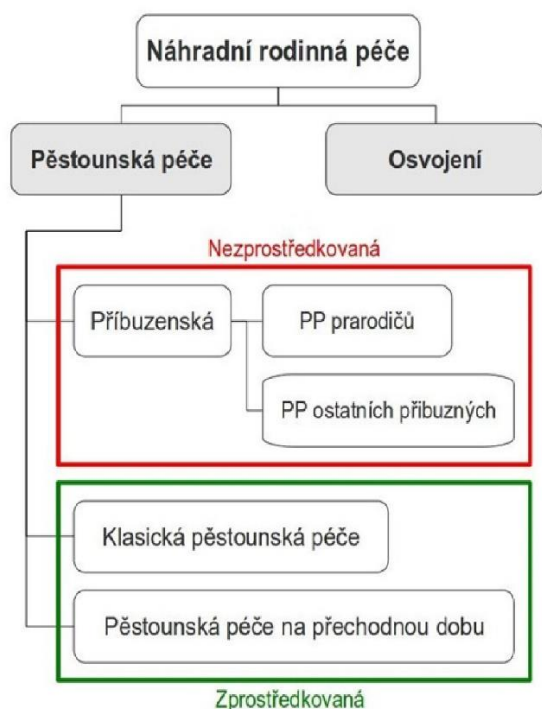 Náhradní rodinná péče
Pěstounská péče
Osvojení
Nezprostředkovaná
Příbuzenská
PP prarodičů
PP ostatních příbuzných
Klasická pěstounská péče
Pěstounská péče na přechodnou dobu
Zprostředkovaná